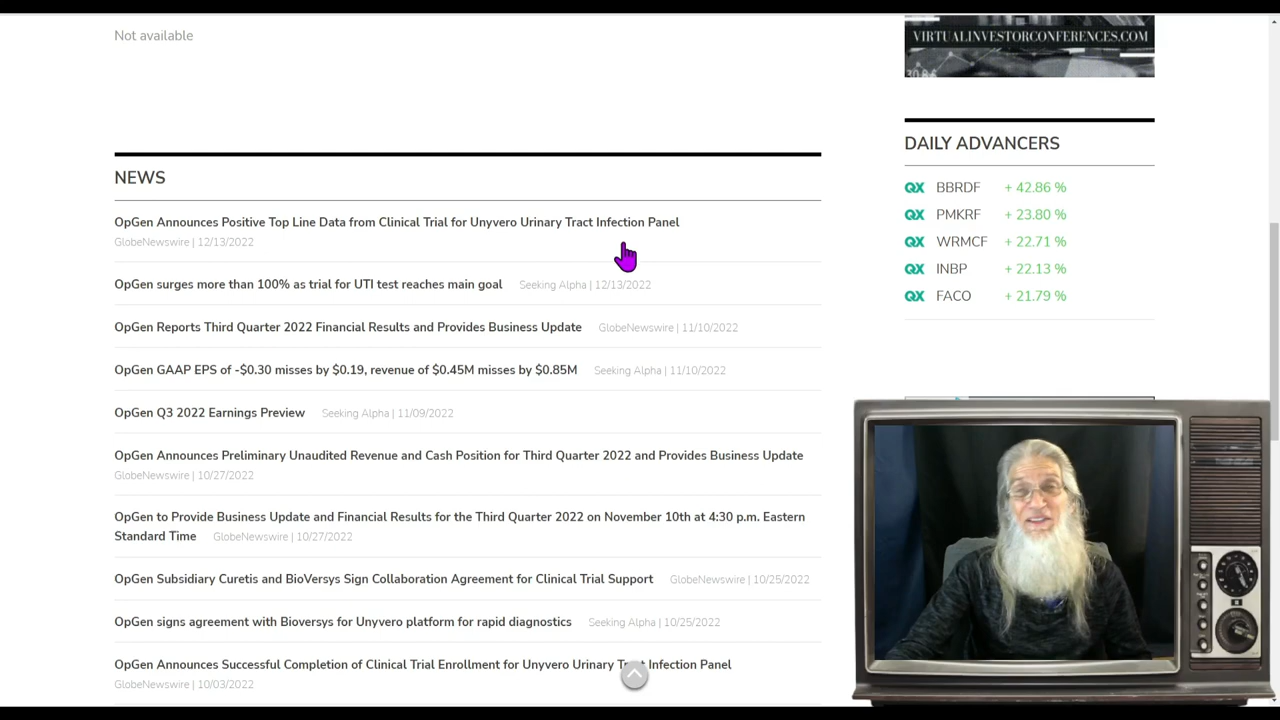 Not available
VIRTUALINVESTORCONFERENCES.COM
DAILY ADVANCERS
QX BBRDF + 42.86 %
QX PMKRF + 23.80 %
QX WRMCF + 22.71 %
QX INBP + 22.13 %
QX FACO + 21.79 %
NEWS
OpGen Announces Positive Top Line Data from Clinical Trial for Unyvero Urinary Tract Infection Panel
GlobeNewswire | 12/13/2022
OpGen surges more than 100% as trial for UTI test reaches main goal Seeking Alpha | 12/13/2022
OpGen Reports Third Quarter 2022 Financial Results and Provides Business Update GlobeNewswire | 11/10/2022
OpGen GAAP EPS of -$0.30 misses by $0.19, revenue of $0.45M misses by $0.85M Seeking Alpha | 11/10/2022
OpGen Q3 2022 Earnings Preview Seeking Alpha | 11/09/2022
OpGen Announces Preliminary Unaudited Revenue and Cash Position for Third Quarter 2022 and Provides Business Update
GlobeNewswire | 10/27/2022
OpGen to Provide Business Update and Financial Results for the Third Quarter 2022 on November 10th at 4:30 p.m. Eastern
Standard Time GlobeNewswire | 10/27/2022
OpGen Subsidiary Curetis and BioVersys Sign Collaboration Agreement for Clinical Trial Support GlobeNewswire | 10/25/2022
OpGen signs agreement with Bioversys for Unyvero platform for rapid diagnostics Seeking Alpha | 10/25/2022
OpGen Announces Successful Completion of Clinical Trial Enrollment for Unyvero Urinary Tract Infection Panel
GlobeNewswire | 10/03/2022